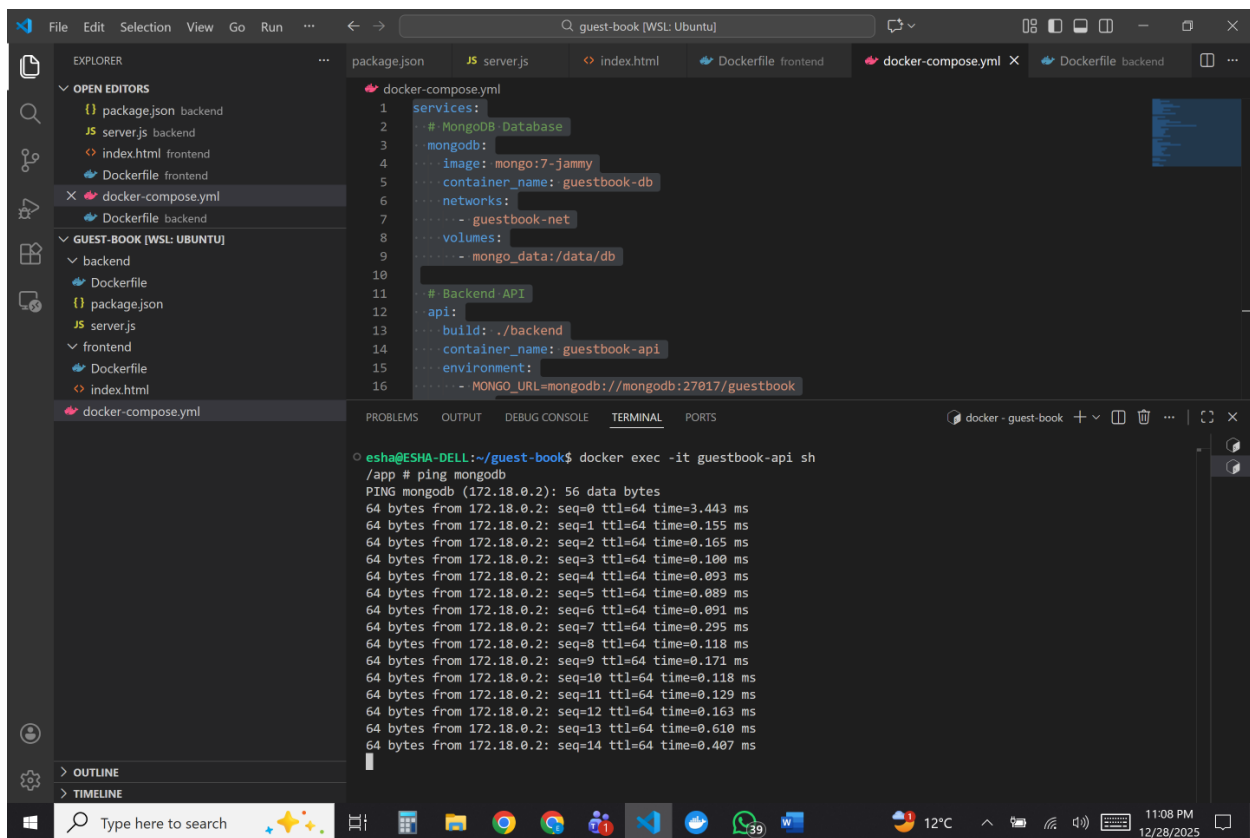 File Edit Selection View Go Run ···
guest-book [WSL: Ubuntu]
EXPLORER ···
OPEN EDITORS
{} package.json backend
JS server.js backend
<> index.html frontend
Dockerfile frontend
docker-compose.yml
Dockerfile backend
GUEST-BOOK [WSL: UBUNTU]
backend
Dockerfile
{} package.json
JS server.js
frontend
Dockerfile
<> index.html
docker-compose.yml
OUTLINE
TIMELINE
package.json JS server.js <> index.html Dockerfile frontend docker-compose.yml Dockerfile backend ···
docker-compose.yml
1 services:
2 # MongoDB Database
3 mongodb:
4 image: mongo:7-jammy
5 container_name: guestbook-db
6 networks:
7 - guestbook-net
8 volumes:
9 - mongo_data:/data/db
10
11 # Backend API
12 api:
13 build: ./backend
14 container_name: guestbook-api
15 environment:
16 - MONGO_URL=mongodb://mongodb:27017/guestbook
PROBLEMS OUTPUT DEBUG CONSOLE TERMINAL PORTS docker - guest-book ···
esha@ESHA-DELL:~/guest-book$ docker exec -it guestbook-api sh
/app # ping mongodb
PING mongodb (172.18.0.2): 56 data bytes
64 bytes from 172.18.0.2: seq=0 ttl=64 time=3.443 ms
64 bytes from 172.18.0.2: seq=1 ttl=64 time=0.155 ms
64 bytes from 172.18.0.2: seq=2 ttl=64 time=0.165 ms
64 bytes from 172.18.0.2: seq=3 ttl=64 time=0.100 ms
64 bytes from 172.18.0.2: seq=4 ttl=64 time=0.093 ms
64 bytes from 172.18.0.2: seq=5 ttl=64 time=0.089 ms
64 bytes from 172.18.0.2: seq=6 ttl=64 time=0.091 ms
64 bytes from 172.18.0.2: seq=7 ttl=64 time=0.295 ms
64 bytes from 172.18.0.2: seq=8 ttl=64 time=0.118 ms
64 bytes from 172.18.0.2: seq=9 ttl=64 time=0.171 ms
64 bytes from 172.18.0.2: seq=10 ttl=64 time=0.118 ms
64 bytes from 172.18.0.2: seq=11 ttl=64 time=0.129 ms
64 bytes from 172.18.0.2: seq=12 ttl=64 time=0.163 ms
64 bytes from 172.18.0.2: seq=13 ttl=64 time=0.610 ms
64 bytes from 172.18.0.2: seq=14 ttl=64 time=0.407 ms
Type here to search
1
39
W
12°C
11:08 PM
12/28/2025